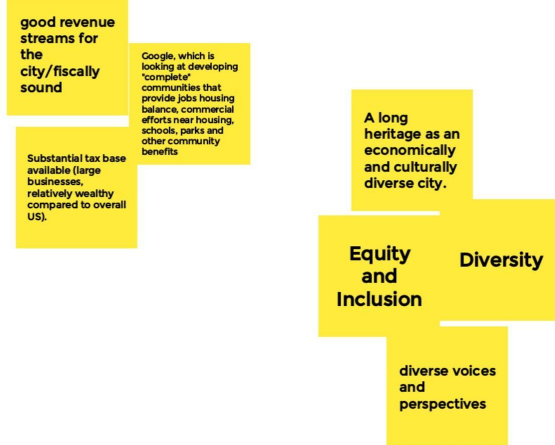 good revenue
streams for
the
city/fiscally
sound
Google, which is
looking at developing
"complete"
communities that
provide jobs housing
balance, commercial
efforts near housing,
schools, parks and
other community
benefits
Substantial tax base
available (large
businesses,
relatively wealthy
compared to overall
US).
A long
heritage as an
economically
and culturally
diverse city.
Equity
and
Inclusion
Diversity
diverse voices
and
perspectives